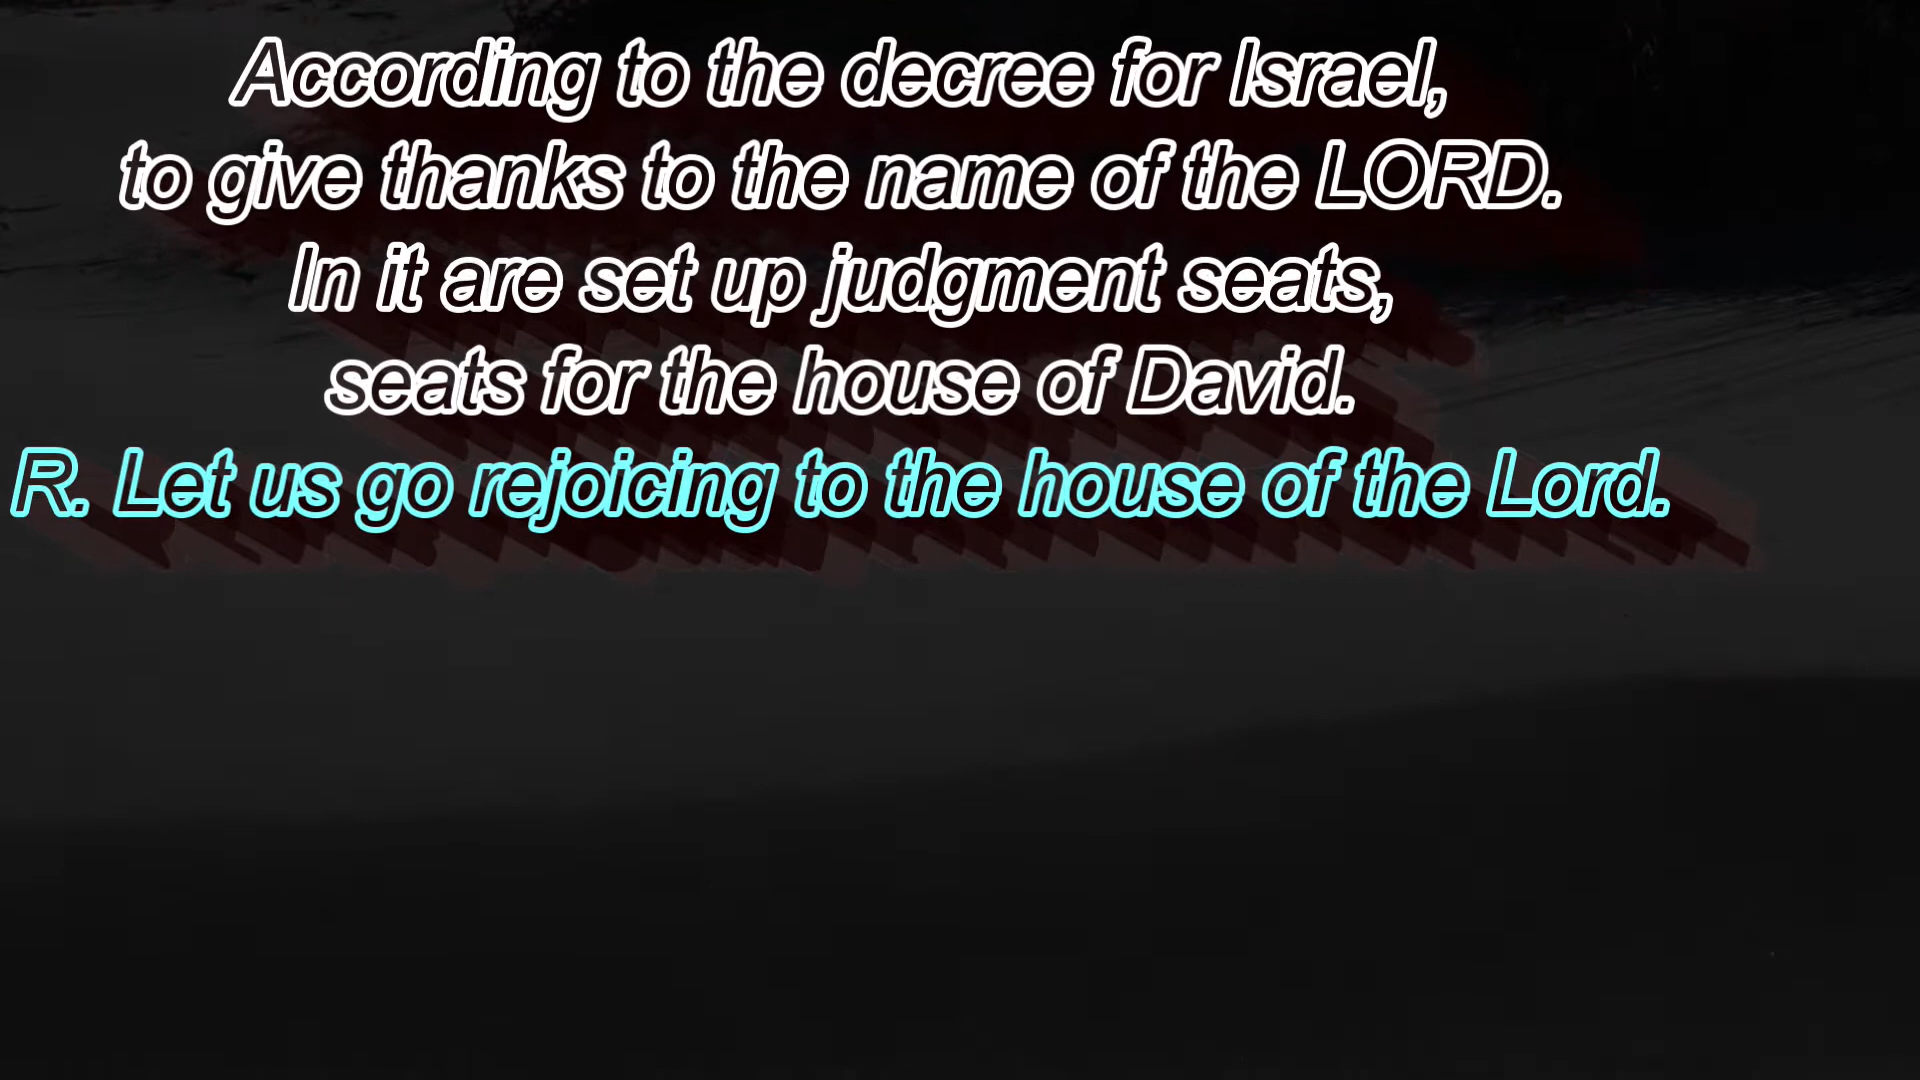 According to the decree for Israel,
to give thanks to the name of the LORD.
In it are set up judgment seats,
seats for the house of David.
R. Let us go rejoicing to the house of the Lord.